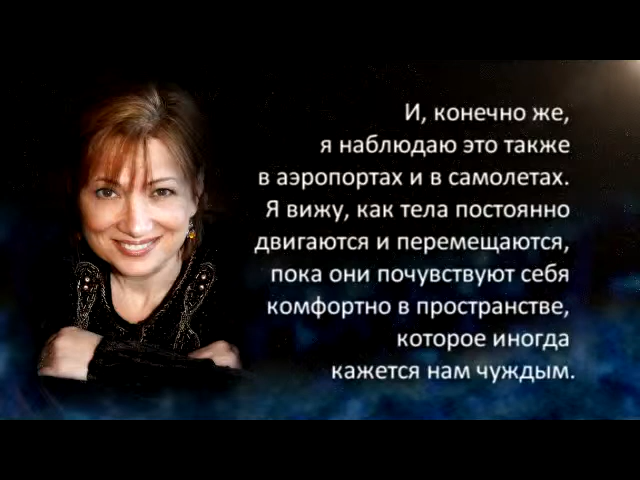 И, конечно же,
я наблюдаю это также
в аэропортах и в самолетах.
Я вижу, как тела постоянно
двигаются и перемещаются,
пока они почувствуют себя
комфортно в пространстве,
которое иногда
кажется нам чуждым.